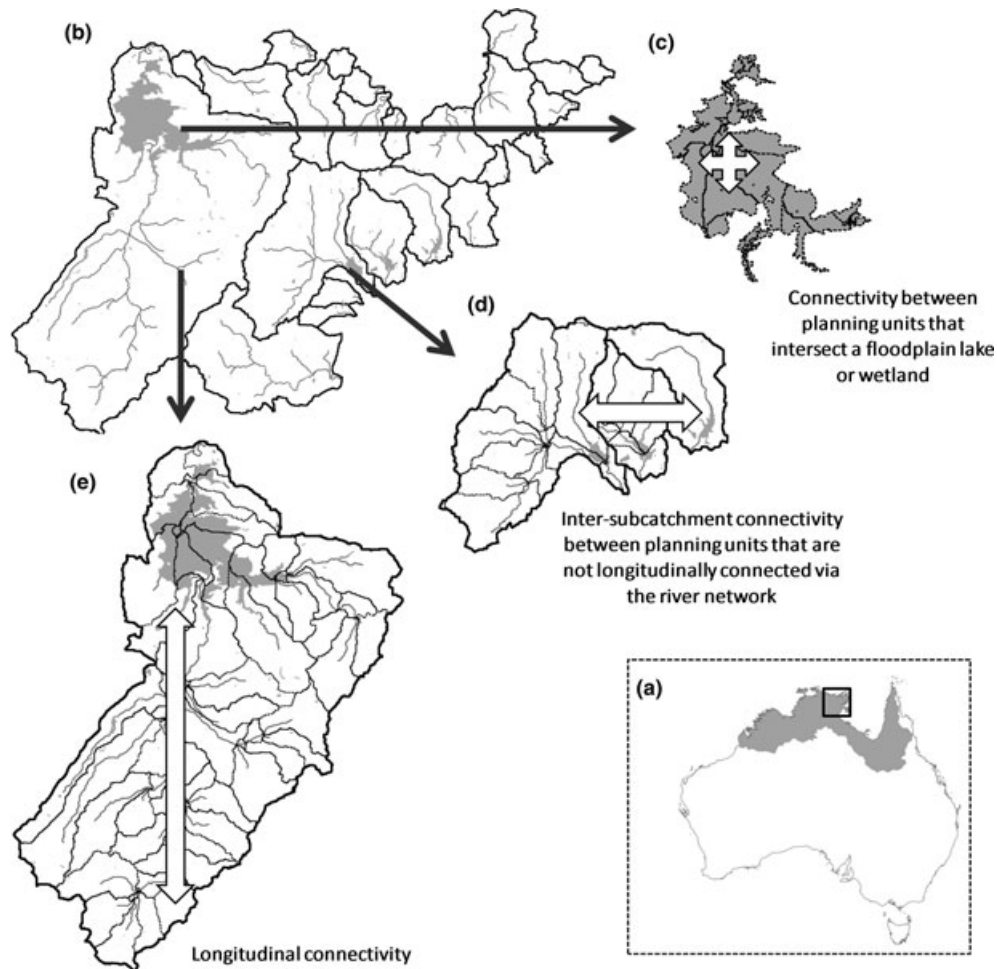 (b)
(c)
Connectivity between
planning units that
intersect a floodplain lake
or wetland
(d)
Inter-subcatchment connectivity
between planning units that are
not longitudinally connected via
the river network
(e)
Longitudinal connectivity
(a)